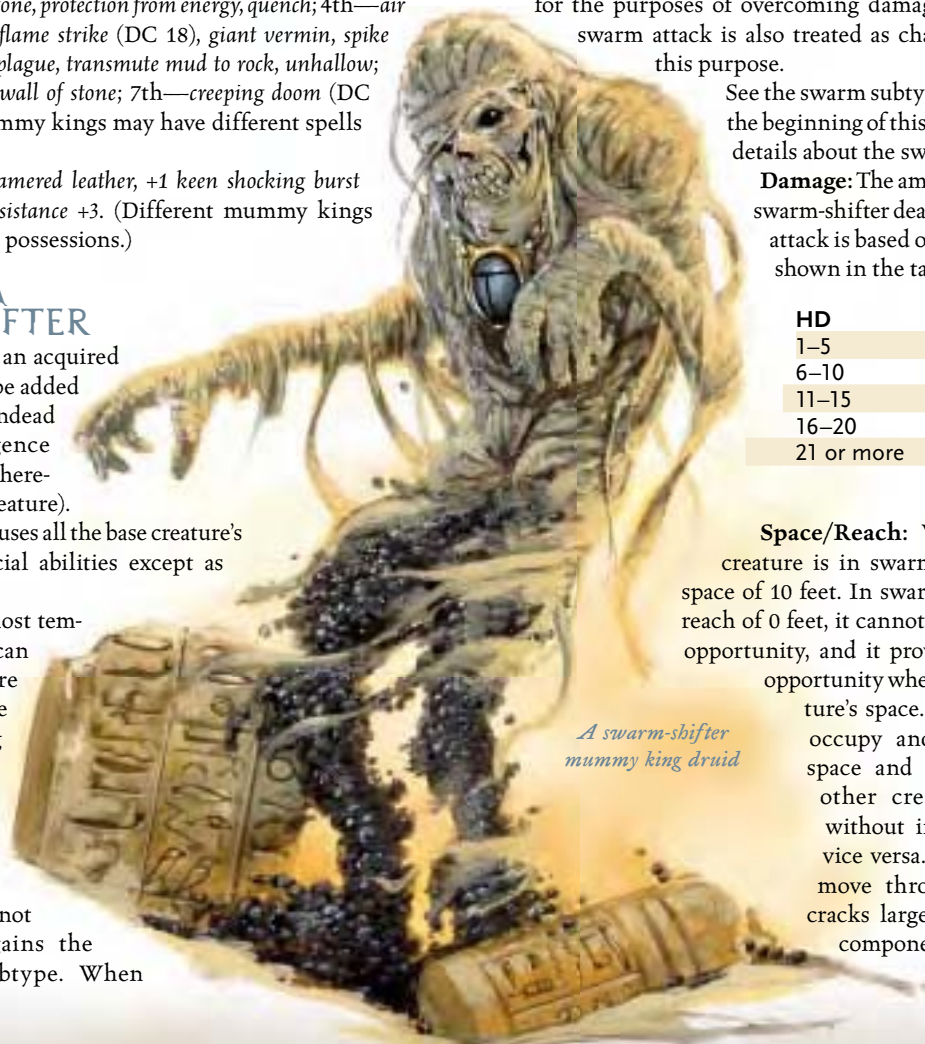 one, protection from energy, quench; 4th—air
flame strike (DC 18), giant vermin, spike
plague, transmute mud to rock, unhallow;
wall of stone; 7th—creeping doom (DC
mmy kings may have different spells
amered leather, +1 keen shocking burst
sistance +3. (Different mummy kings
possessions.)
A
FTER
an acquired
be added
ndead
gence
here-
eature).
uses all the base creature's
cial abilities except as
most tem-
can
re
e
not
gains the
btype. When
A swarm-shifter
mummy king druid
for the purposes of overcoming damag
swarm attack is also treated as cha
this purpose.
See the swarm subty
the beginning of this
details about the sw
Damage: The am
swarm-shifter dea
attack is based o
shown in the ta
HD
1–5
6–10
11–15
16–20
21 or more
Space/Reach:
creature is in swarm
space of 10 feet. In swar
reach of 0 feet, it cannot
opportunity, and it prov
opportunity whe
ture's space.
occupy and
space and
other cre
without i
vice versa.
move thro
cracks large
compone